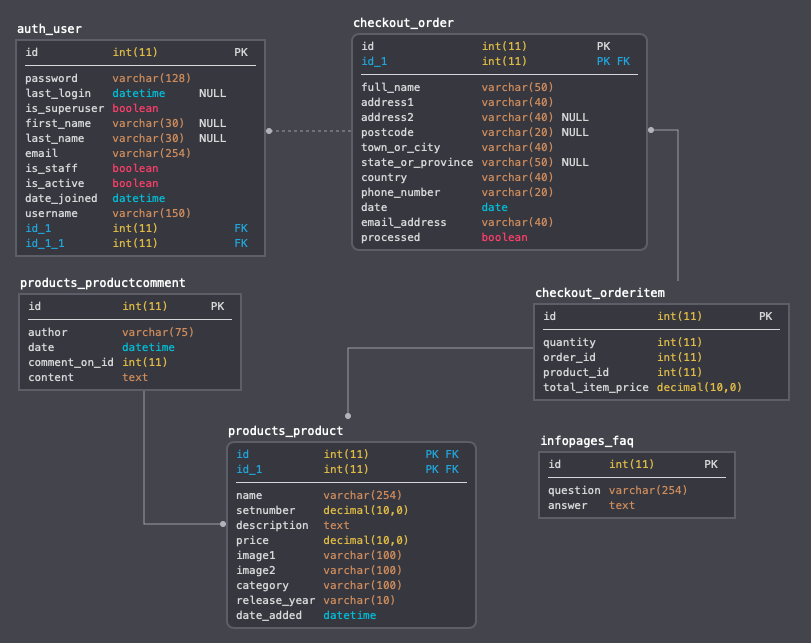 auth_user
id int(11) PK
password varchar(128)
last_login datetime NULL
is_superuser boolean
first_name varchar(30) NULL
last_name varchar(30) NULL
email varchar(254)
is_staff boolean
is_active boolean
date_joined datetime
username varchar(150)
id_1 int(11) FK
id_1_1 int(11) FK
checkout_order
id int(11) PK
id_1 int(11) PK FK
full_name varchar(50)
address1 varchar(40)
address2 varchar(40) NULL
postcode varchar(20) NULL
town_or_city varchar(40)
state_or_province varchar(50) NULL
country varchar(40)
phone_number varchar(20)
date date
email_address varchar(40)
processed boolean
products_productcomment
id int(11) PK
author varchar(75)
date datetime
comment_on_id int(11)
content text
checkout_orderitem
id int(11) PK
quantity int(11)
order_id int(11)
product_id int(11)
total_item_price decimal(10,0)
products_product
id int(11) PK FK
id_1 int(11) PK FK
name varchar(254)
setnumber decimal(10,0)
description text
price decimal(10,0)
image1 varchar(100)
image2 varchar(100)
category varchar(100)
release_year varchar(10)
date_added datetime
infopages_faq
id int(11) PK
question varchar(254)
answer text